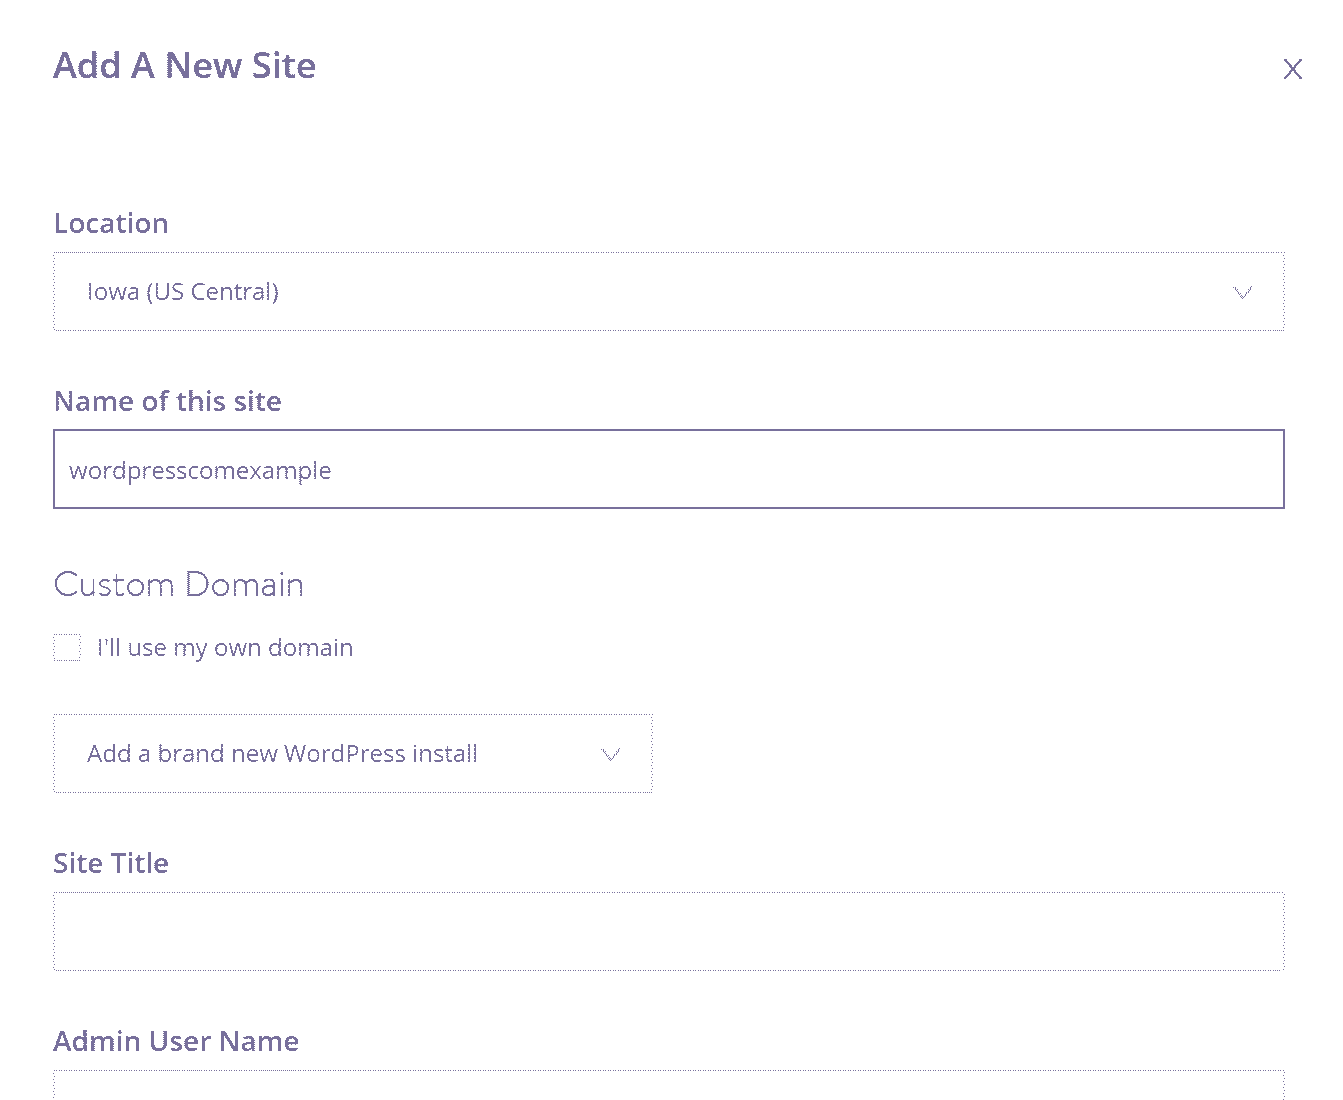 Add A New Site
X
Location
Iowa (US Central)
Name of this site
wordpresscomexample
Custom Domain
I'll use my own domain
Add a brand new WordPress install
Site Title
Admin User Name